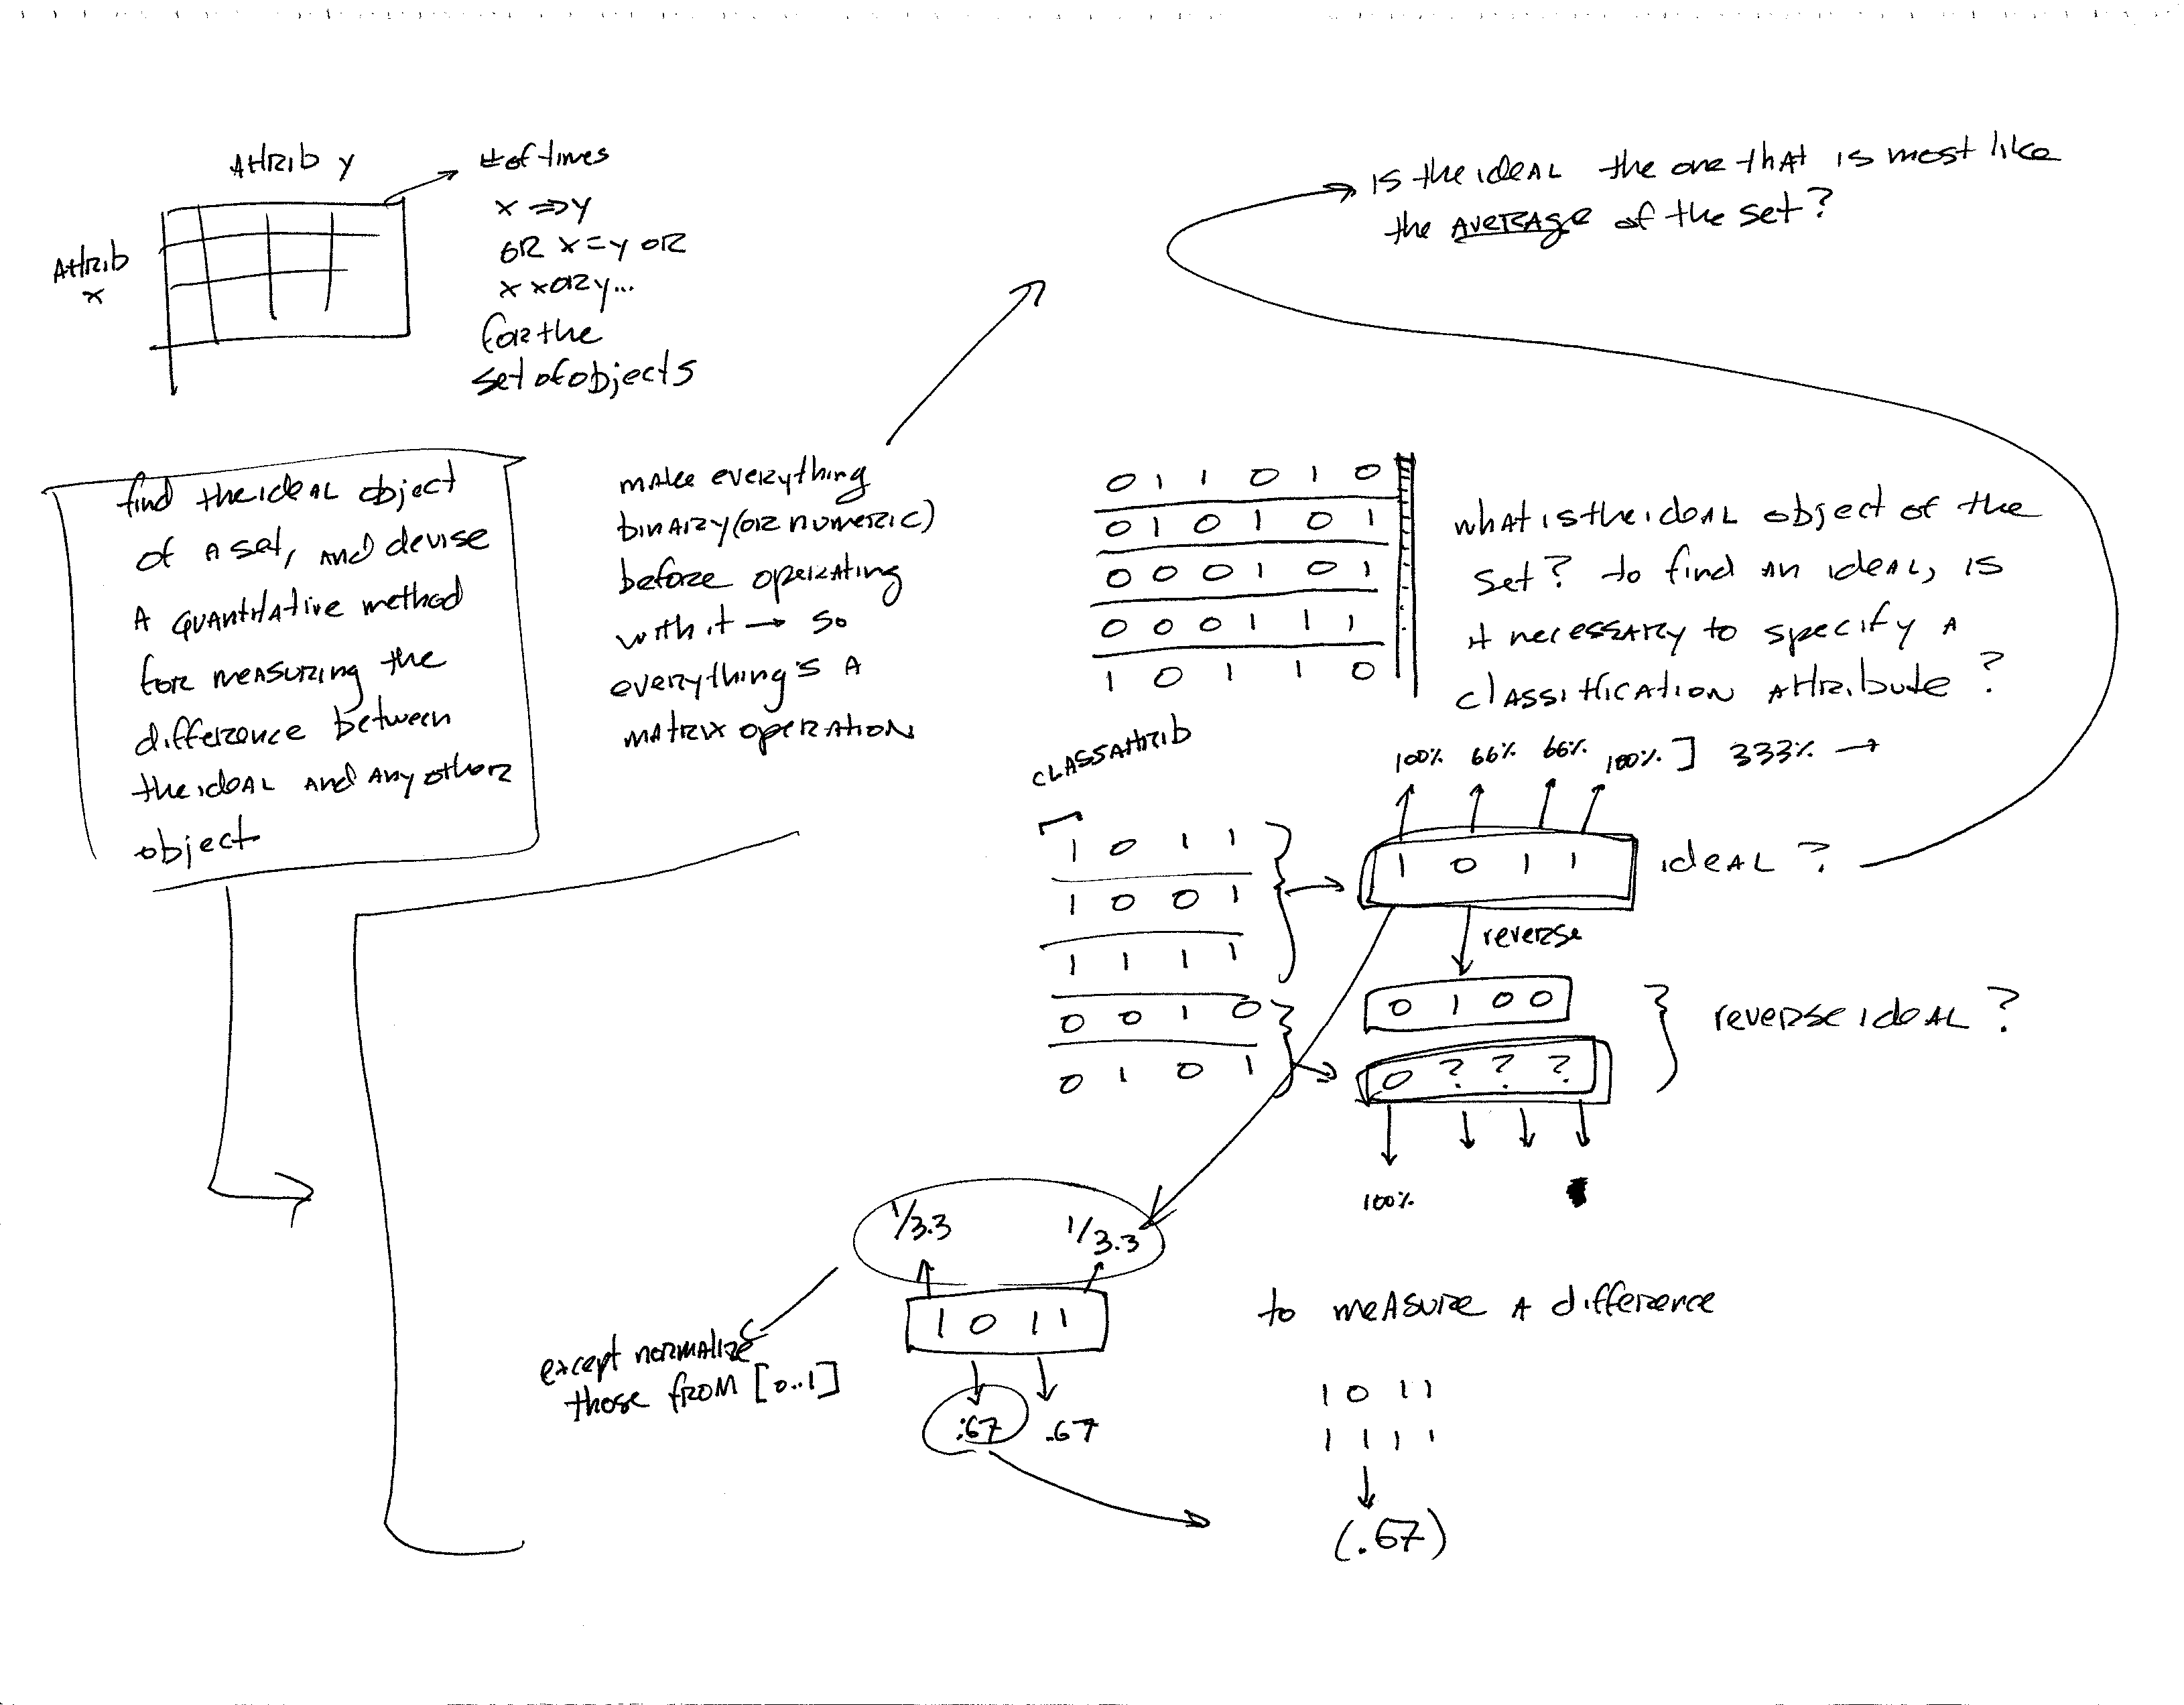 Attrib y
Attrib
x
# of times
x => y
or x = y or
x xor y...
for the
set of objects
is the ideal the one that is most like
the average of the set?
find the ideal object
of a set, and devise
a quantitative method
for measuring the
difference between
the ideal and any other
object
make everything
binary (or numeric)
before operating
with it → so
everything's a
matrix operation
0 1 1 0 1 0
0 1 0 1 0 1
0 0 0 1 0 1
0 0 0 1 1 1
1 0 1 1 0
what is the ideal object of the
set? to find an ideal, is
it necessary to specify a
classification attribute?
class attrib
1 0 1 1
1 0 0 1
1 1 1 1
0 0 1 0
0 1 0 1
100% 66% 66% 100% ] 333% →
1 0 1 1
ideal?
reverse
0 1 0 0
0 ? ? ?
reverse ideal?
100%
1/3.3 1/3.3
1 0 1 1
.67 .67
except normalize
those from [0..1]
to measure a difference
1 0 1 1
1 1 1 1
(.67)